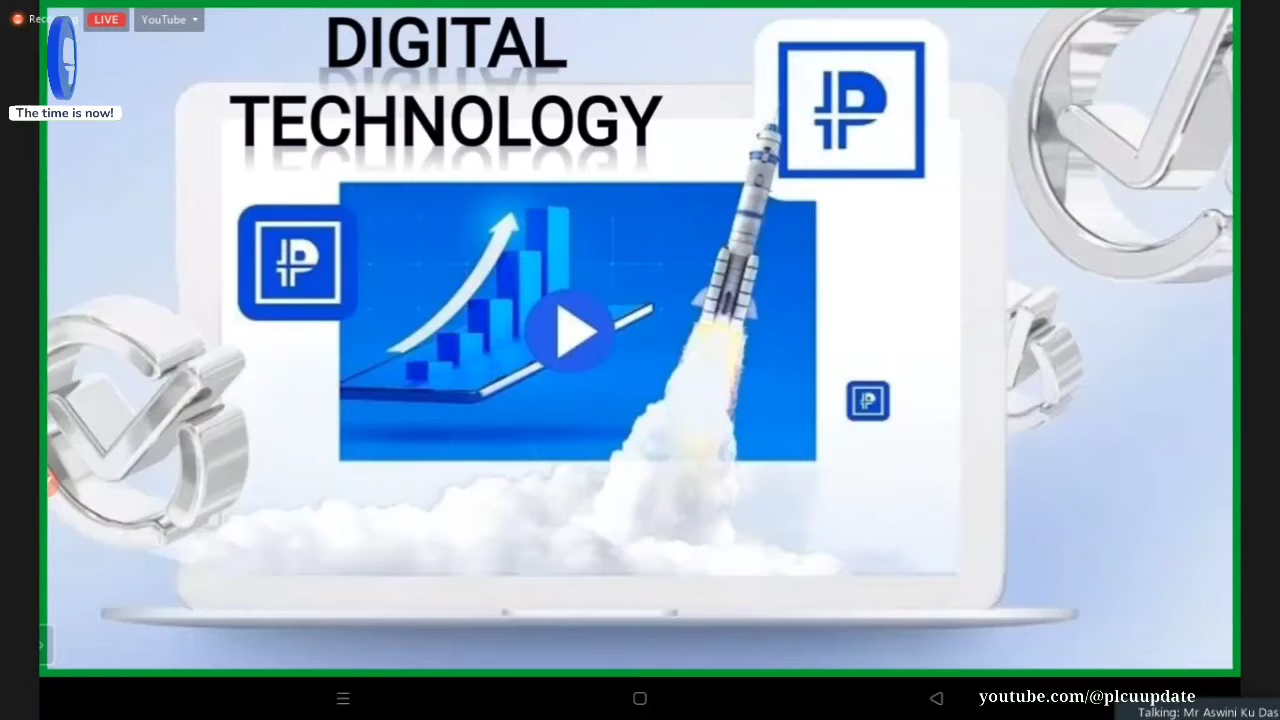 LIVE
YouTube
The time is now!
DIGITAL
TECHNOLOGY
youtube.com/@plcuupdate
Talking: Mr Aswini Ku Das